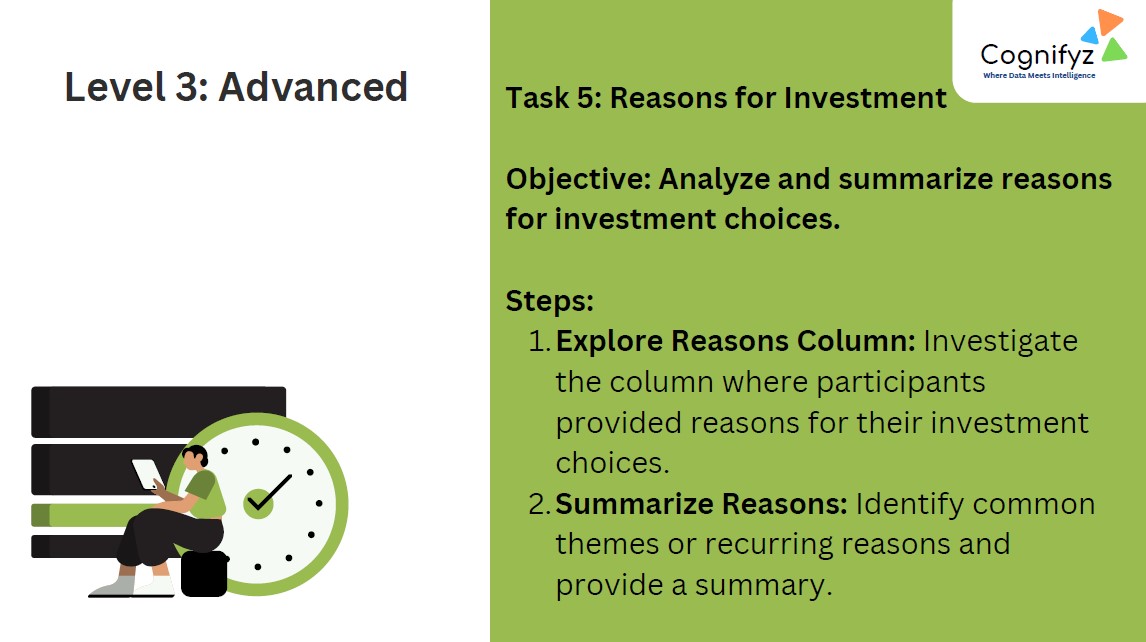 Level 3: Advanced
Cognifyz
Where Data Meets Intelligence
Task 5: Reasons for Investment
Objective: Analyze and summarize reasons
for investment choices.
Steps:
1. Explore Reasons Column: Investigate
the column where participants
provided reasons for their investment
choices.
2. Summarize Reasons: Identify common
themes or recurring reasons and
provide a summary.